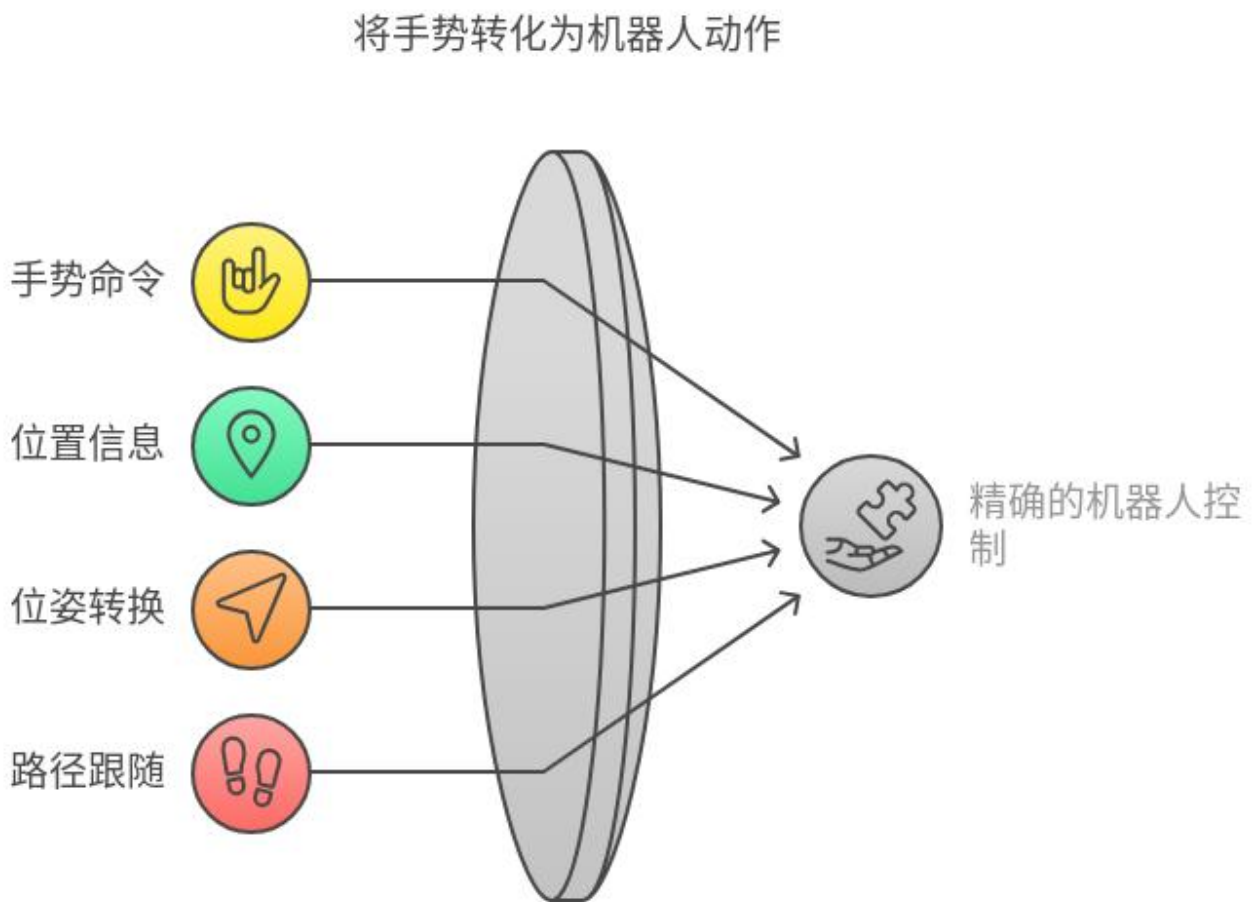 将手势转化为机器人动作
手势命令
位置信息
位姿转换
路径跟随
精确的机器人控
制